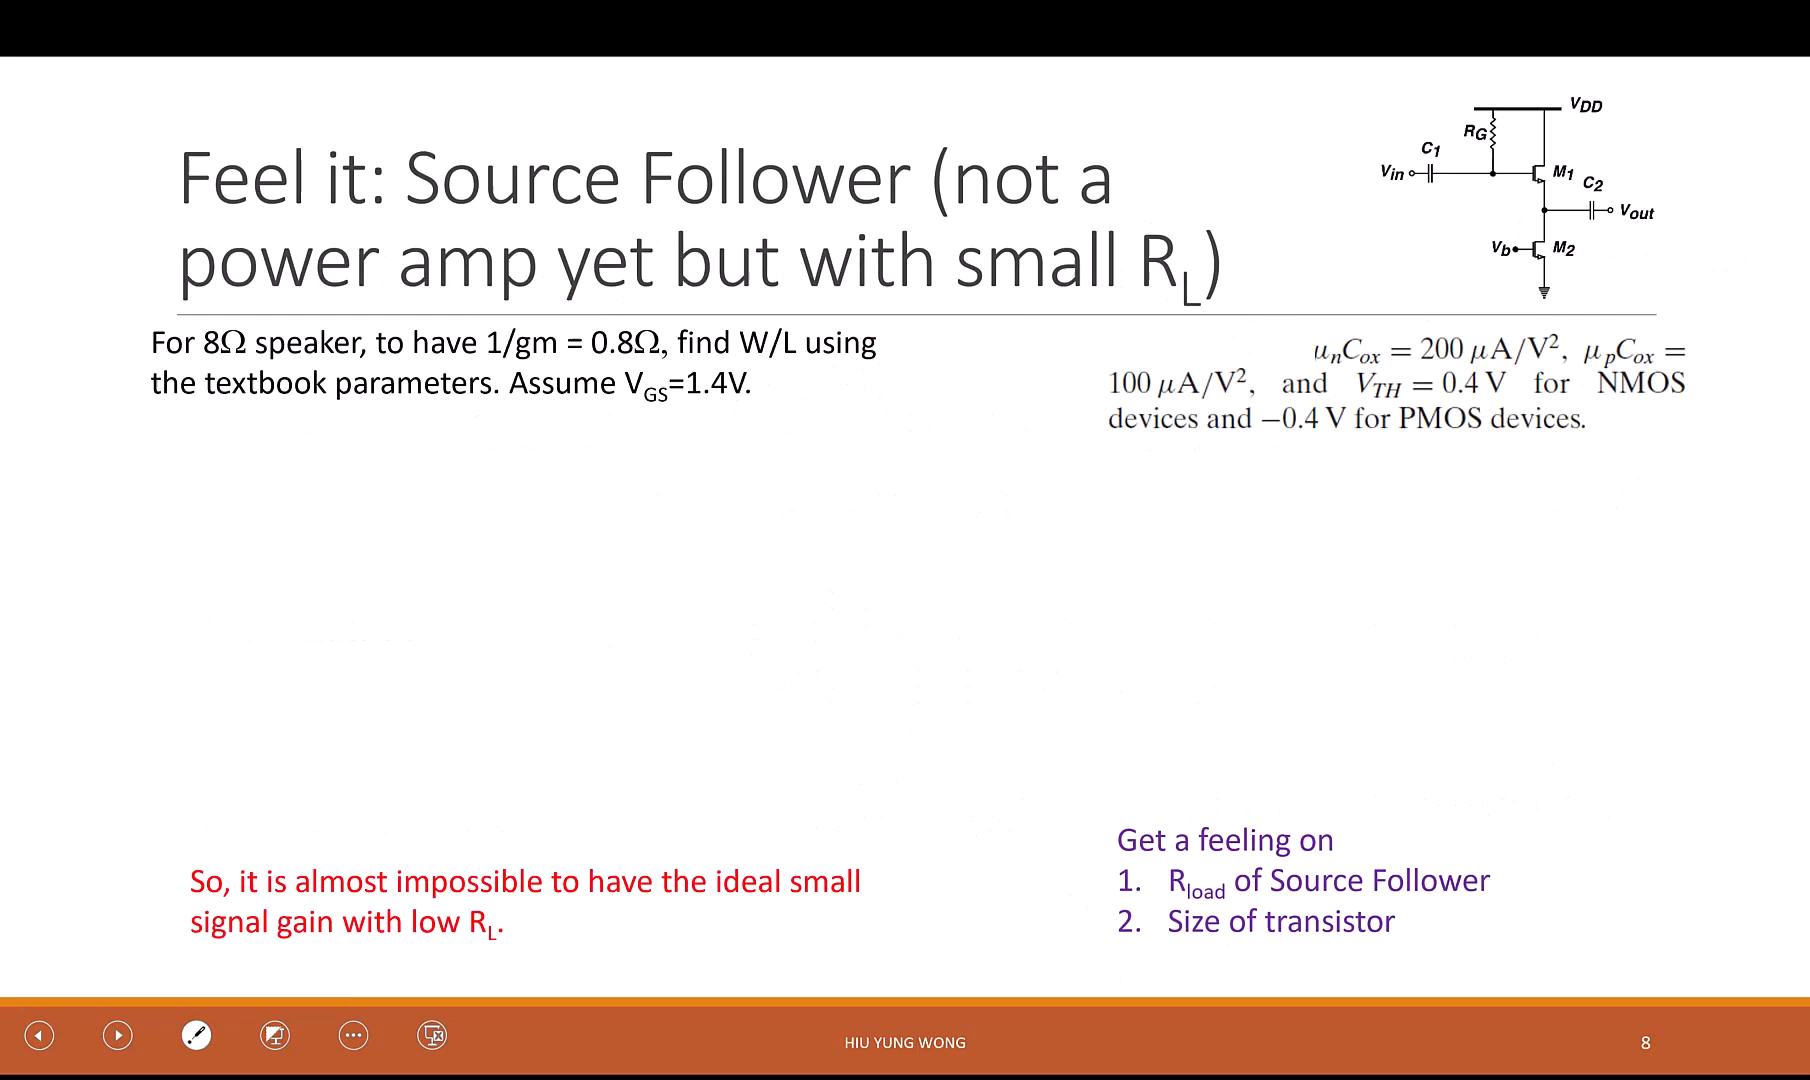 Feel it: Source Follower (not a
power amp yet but with small RL)
VDD
RG
C1
Vin
M1
C2
Vout
Vb
M2
For 8Ω speaker, to have 1/gm = 0.8Ω, find W/L using
the textbook parameters. Assume VGS=1.4V.
μnCox = 200 μA/V², μpCox =
100 μA/V², and VTH = 0.4 V for NMOS
devices and −0.4 V for PMOS devices.
So, it is almost impossible to have the ideal small
signal gain with low RL.
Get a feeling on
1. Rload of Source Follower
2. Size of transistor
HIU YUNG WONG
8